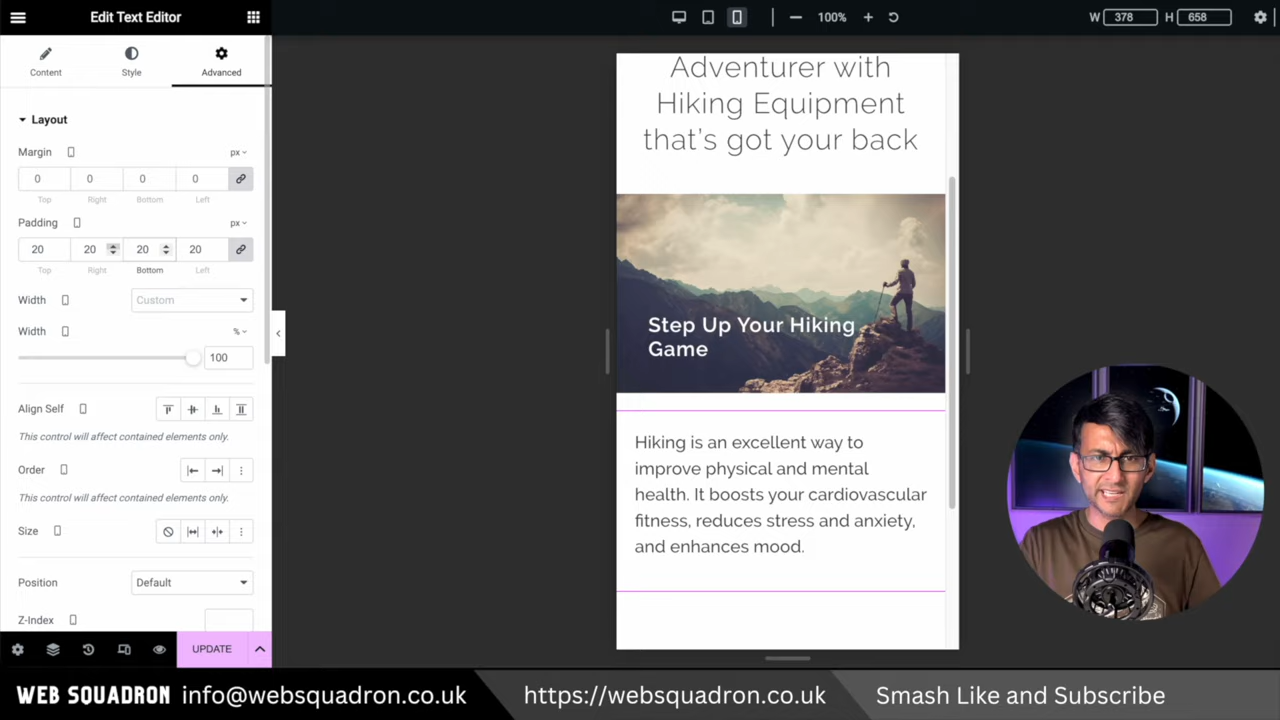 Edit Text Editor
100%
W 378 H 658
Content
Style
Advanced
Layout
Margin
px
0 0 0 0
Top Right Bottom Left
Padding
px
20 20 20 20
Top Right Bottom Left
Width
Custom
Width
%
100
Align Self
This control will affect contained elements only.
Order
This control will affect contained elements only.
Size
Position
Default
Z-Index
UPDATE
Adventurer with
Hiking Equipment
that's got your back
Step Up Your Hiking
Game
Hiking is an excellent way to
improve physical and mental
health. It boosts your cardiovascular
fitness, reduces stress and anxiety,
and enhances mood.
WEB SQUADRON info@websquadron.co.uk
https://websquadron.co.uk
Smash Like and Subscribe